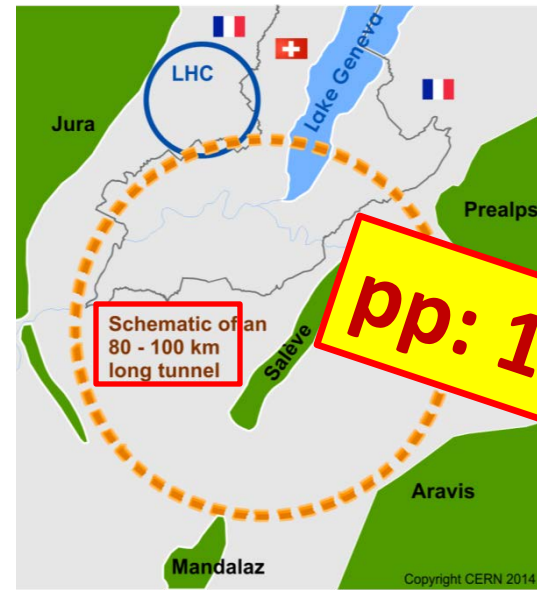 LHC
Lake Geneva
Jura
Prealps
pp: 1
Schematic of an
80 - 100 km
long tunnel
Salève
Aravis
Mandalaz
Copyright CERN 2014